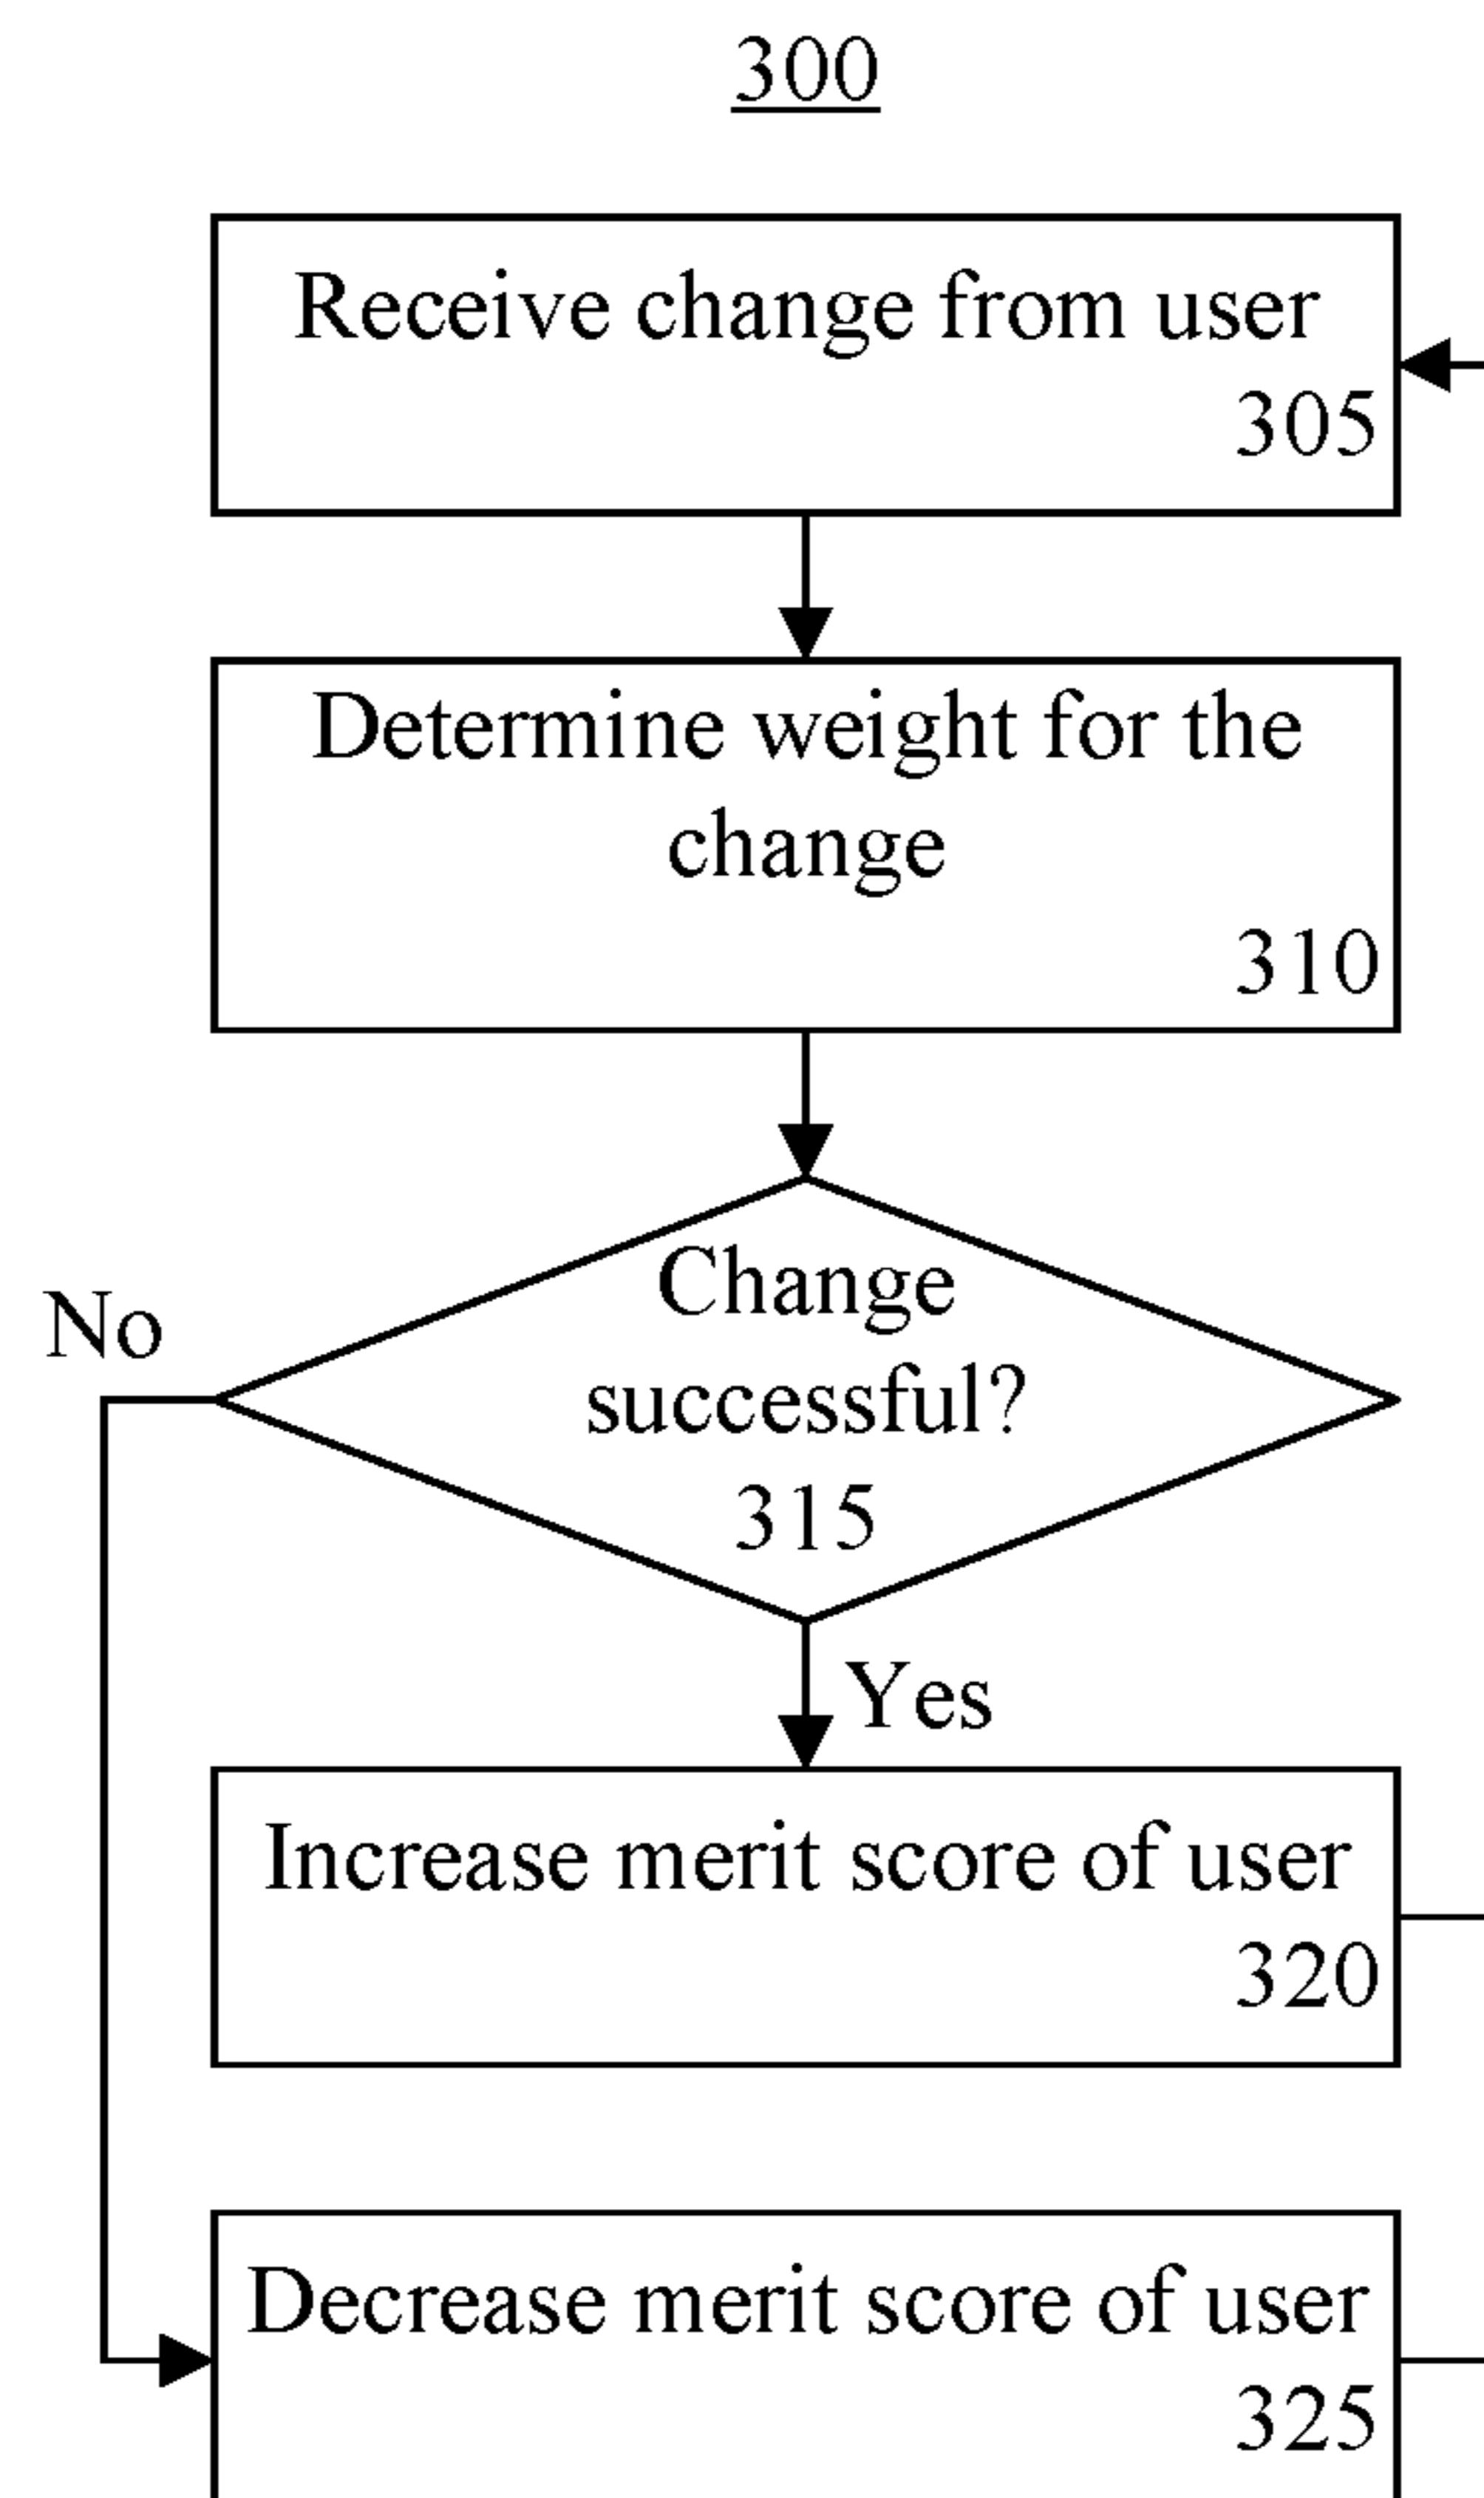 300
Receive change from user
305
Determine weight for the
change
310
Change
successful?
315
No
Yes
Increase merit score of user
320
Decrease merit score of user
325